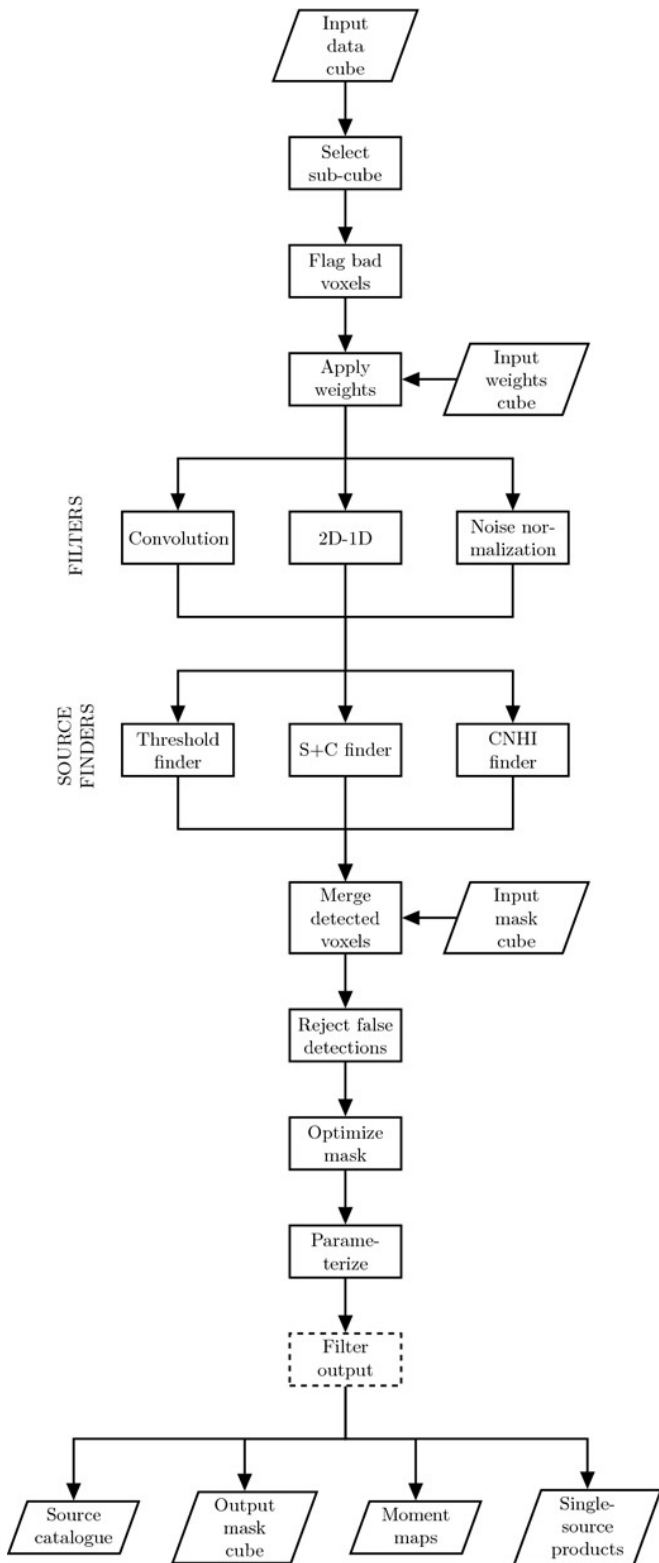 Input
data
cube
Select
sub-cube
Flag bad
voxels
Apply
weights
Input
weights
cube
FILTERS
Convolution
2D-1D
Noise nor-
malization
SOURCE
FINDERS
Threshold
finder
S+C finder
CNHI
finder
Merge
detected
voxels
Input
mask
cube
Reject false
detections
Optimize
mask
Parame-
terize
Filter
output
Source
catalogue
Output
mask
cube
Moment
maps
Single-
source
products